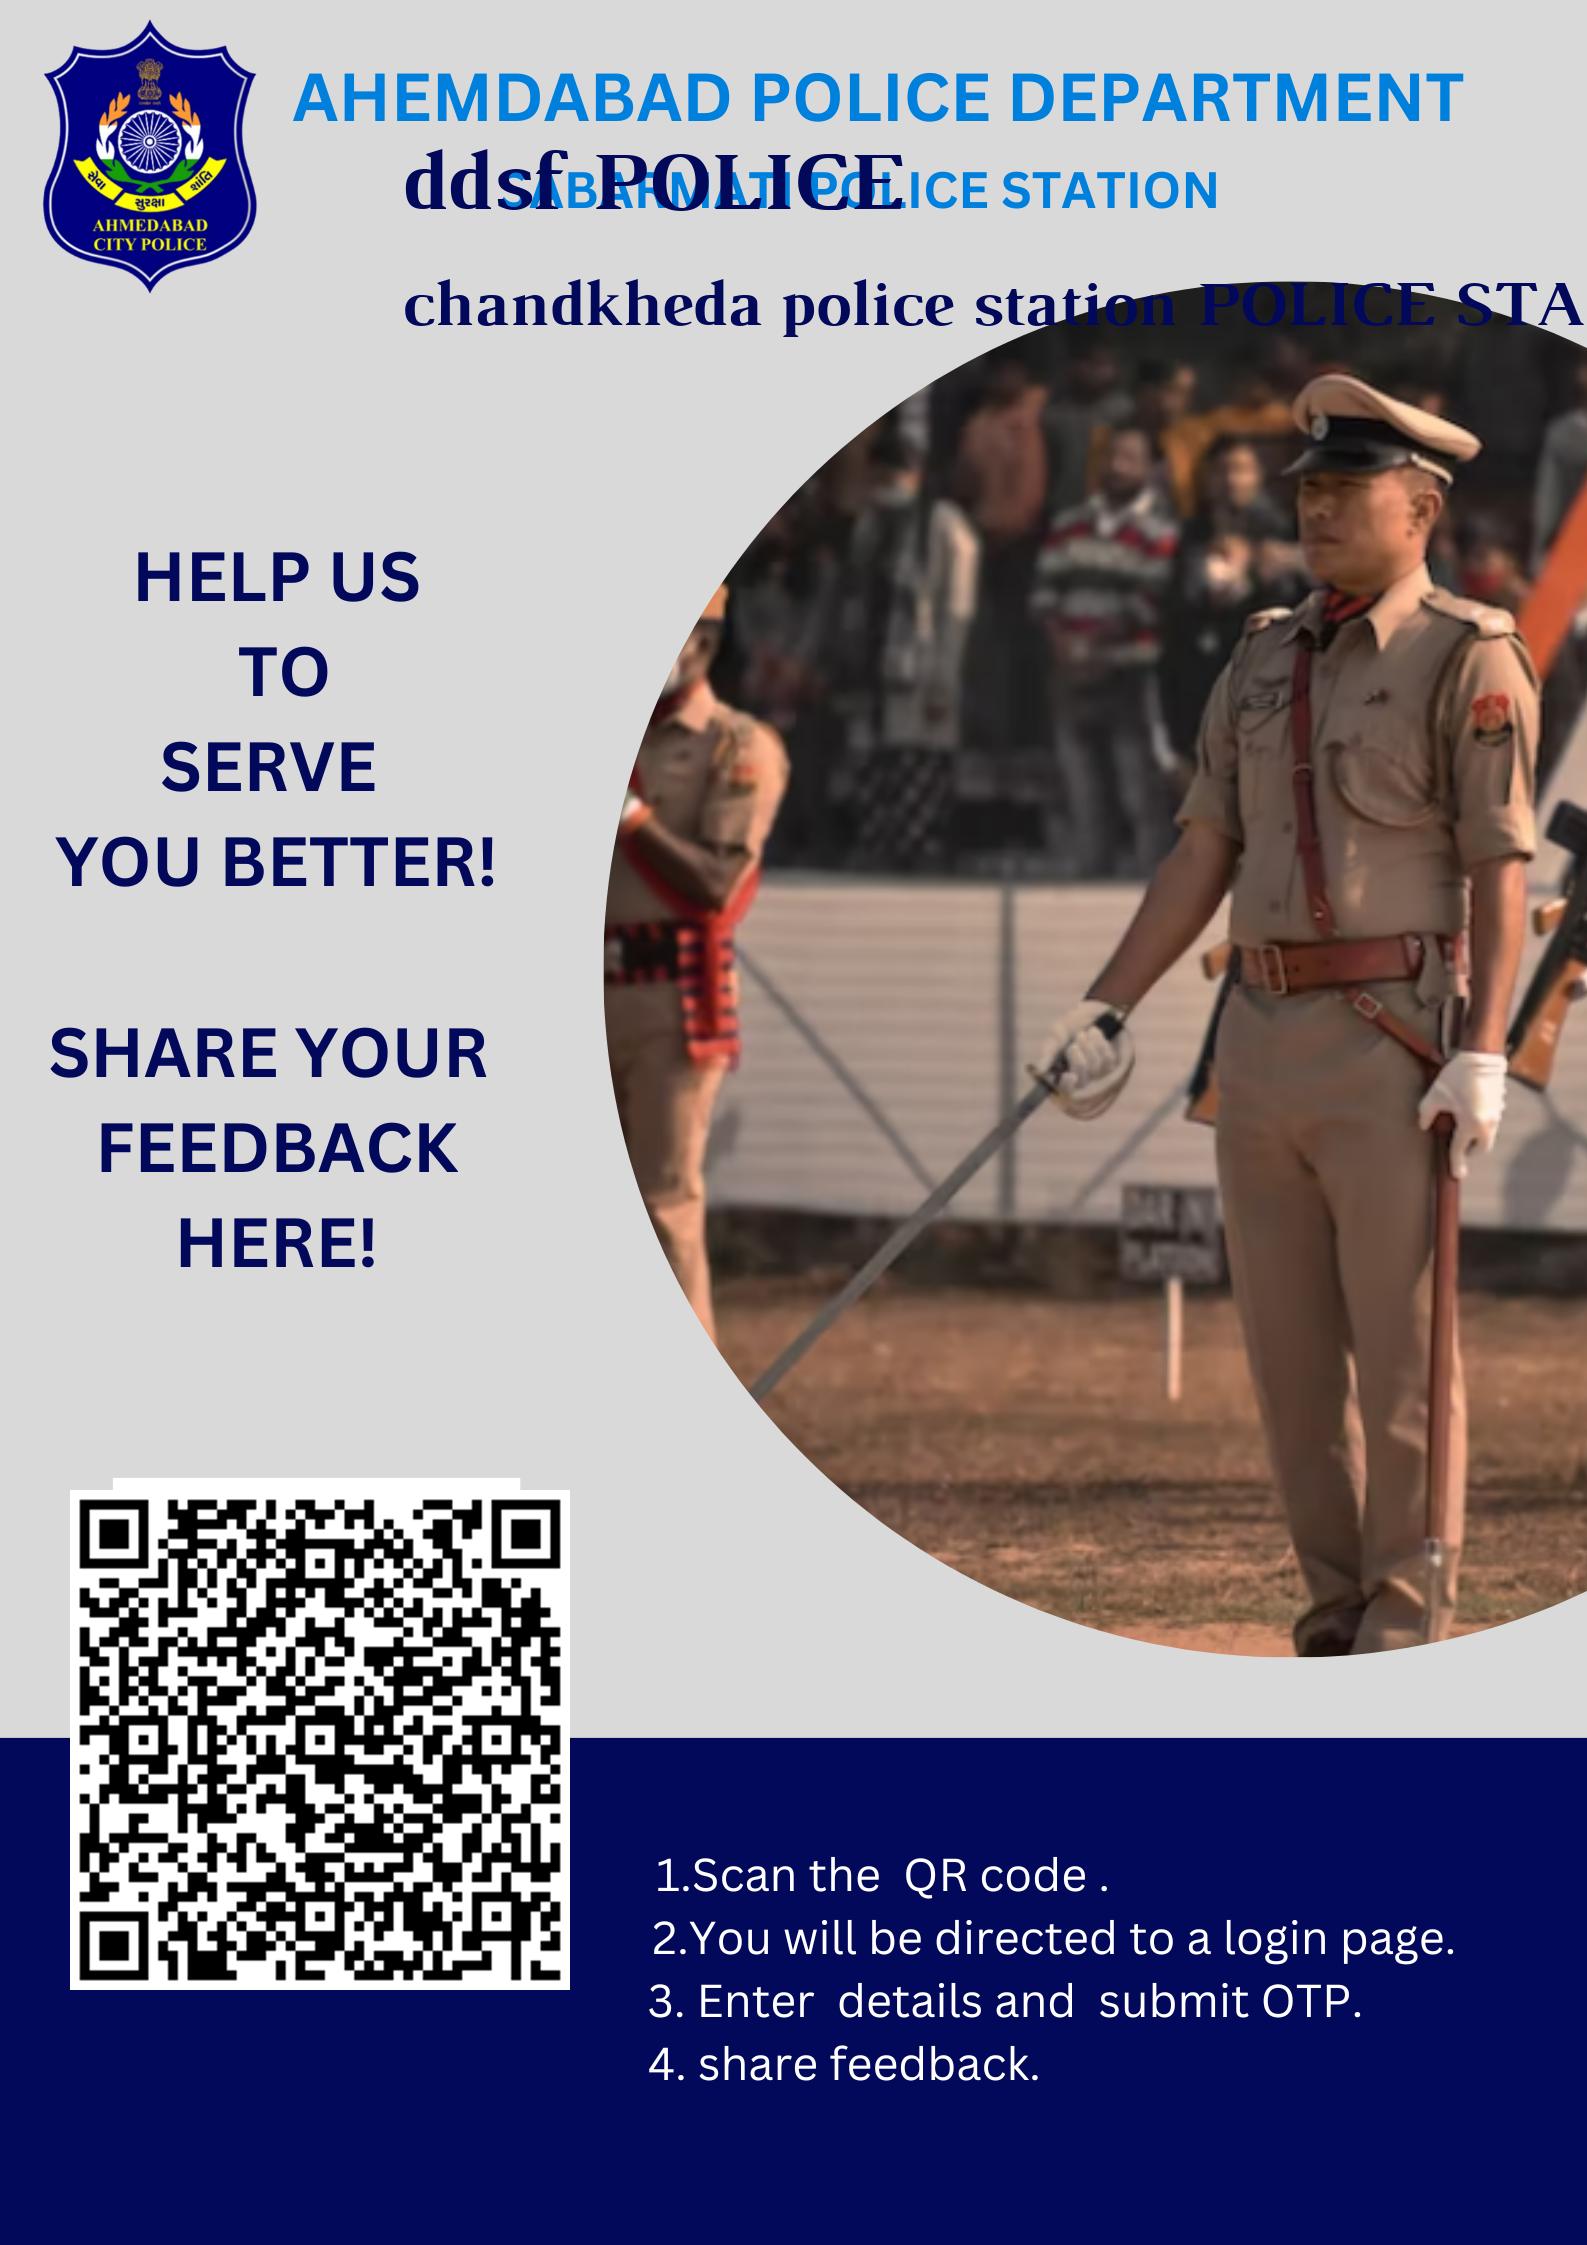 સેવા
સુરક્ષા
શાંતિ
AHMEDABAD
CITY POLICE
AHEMDABAD POLICE DEPARTMENT
ddsf POLICE
SABARMATI POLICE STATION
chandkheda police station POLICE STA
HELP US
TO
SERVE
YOU BETTER!
SHARE YOUR
FEEDBACK
HERE!
PLATOON
1.Scan the QR code .
2.You will be directed to a login page.
3. Enter details and submit OTP.
4. share feedback.